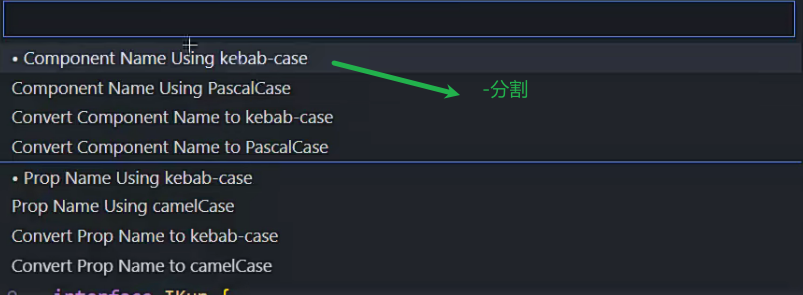 • Component Name Using kebab-case
-分割
Component Name Using PascalCase
Convert Component Name to kebab-case
Convert Component Name to PascalCase
• Prop Name Using kebab-case
Prop Name Using camelCase
Convert Prop Name to kebab-case
Convert Prop Name to camelCase
interface IKun {